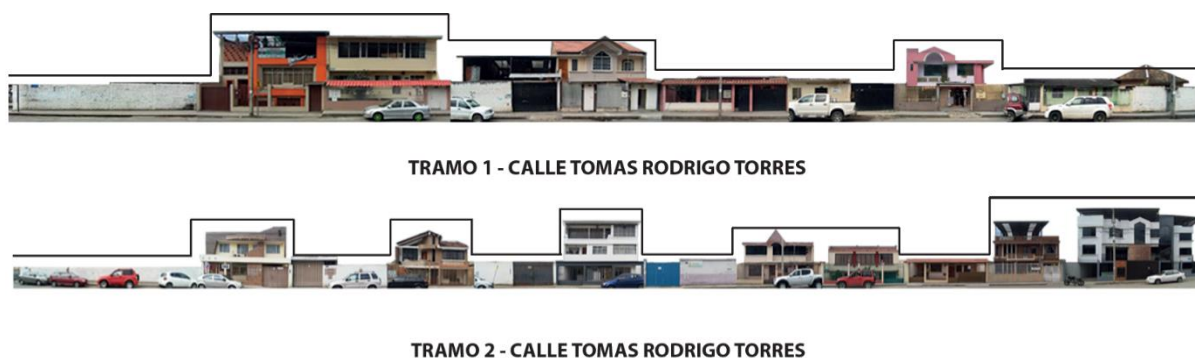 TRAMO 1 - CALLE TOMAS RODRIGO TORRES
TRAMO 2 - CALLE TOMAS RODRIGO TORRES